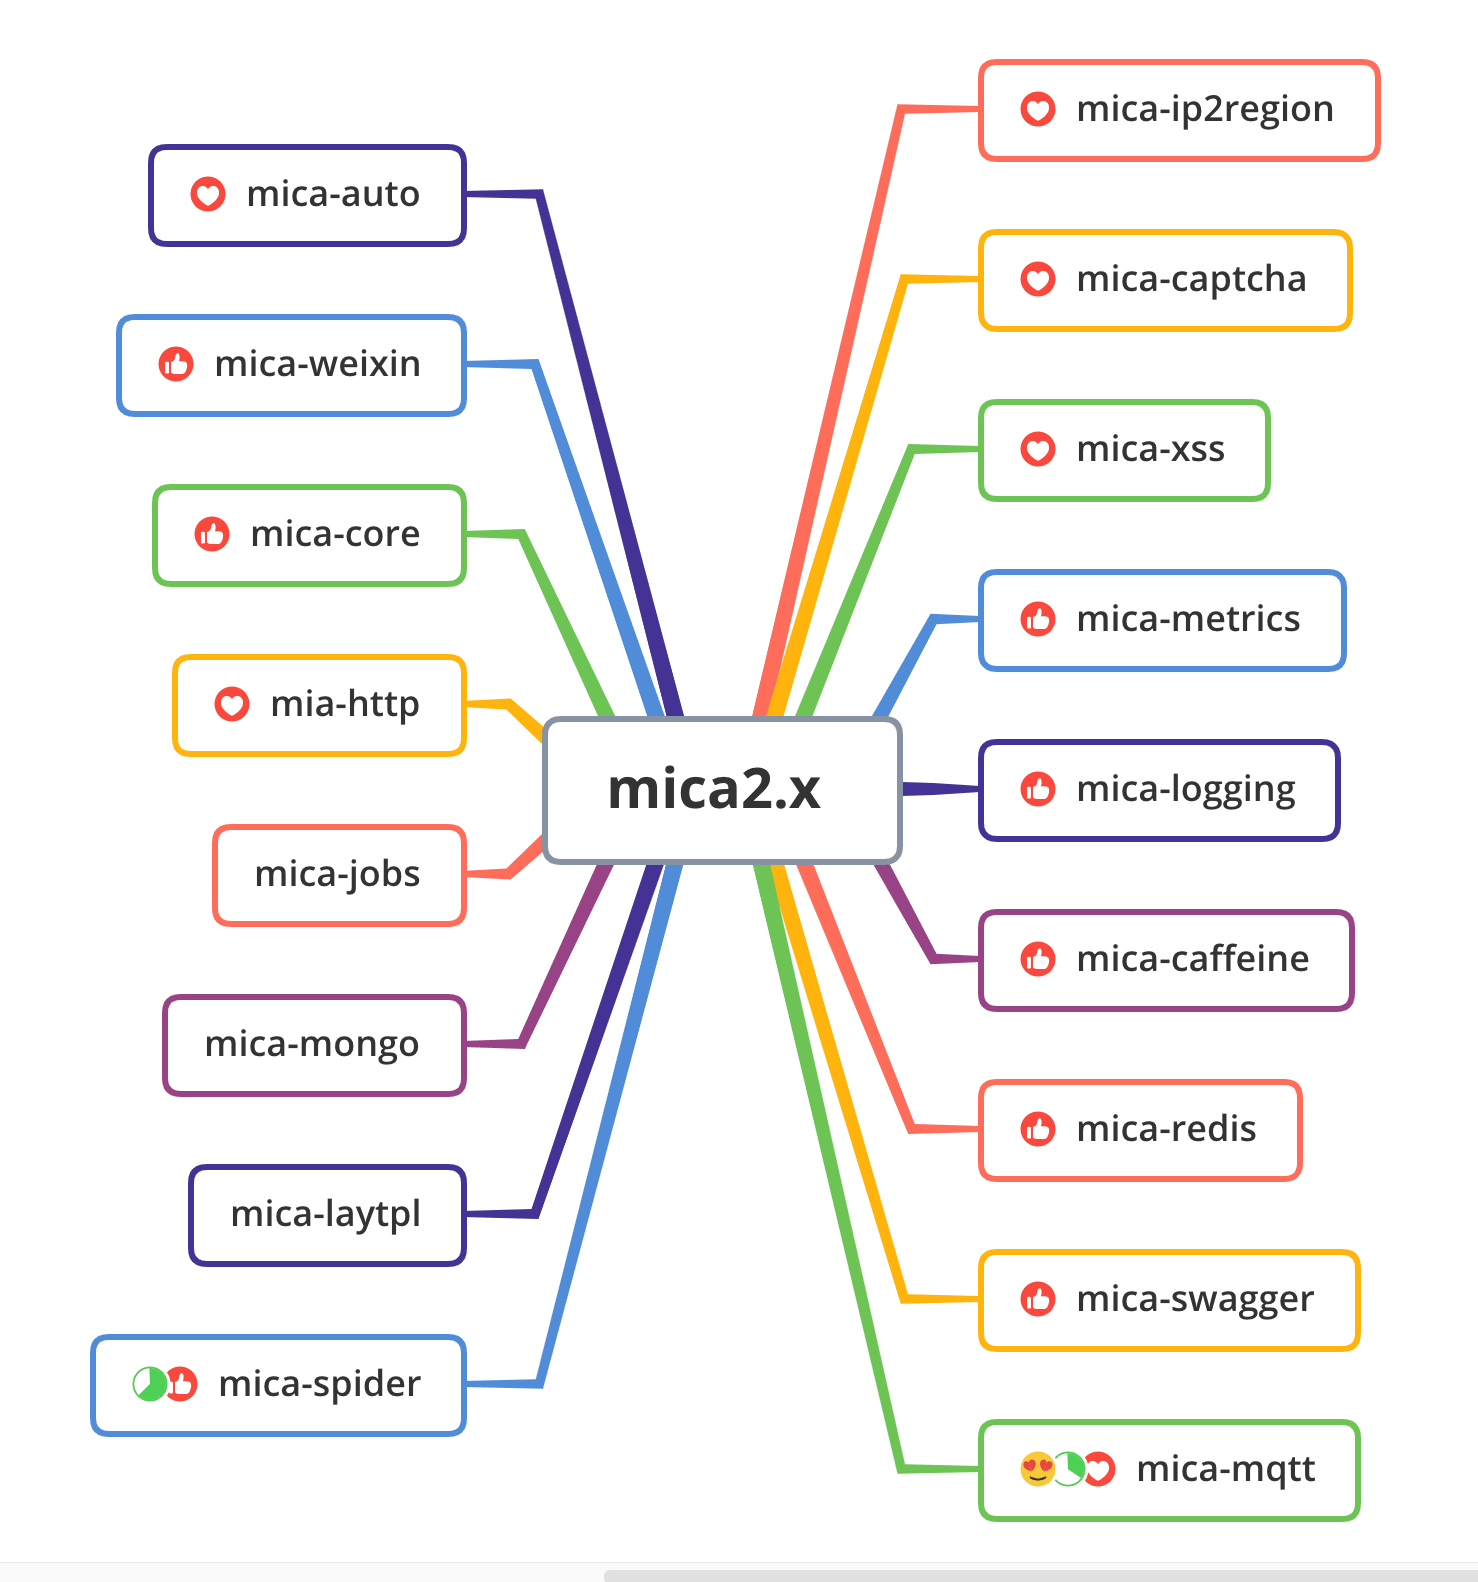 mica-auto
mica-weixin
mica-core
mia-http
mica-jobs
mica-mongo
mica-laytpl
mica-spider
mica2.x
mica-ip2region
mica-captcha
mica-xss
mica-metrics
mica-logging
mica-caffeine
mica-redis
mica-swagger
mica-mqtt